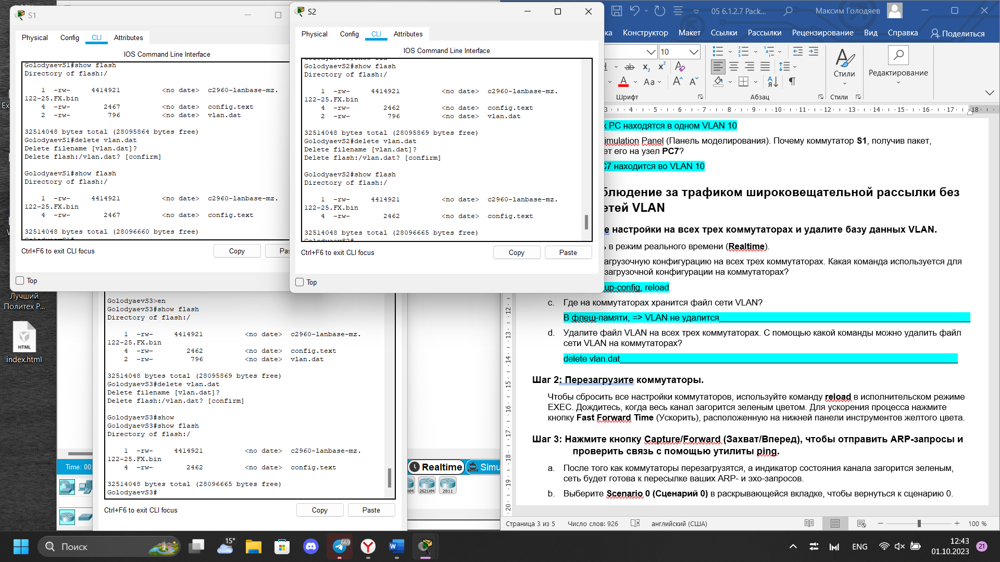 S1
Physical Config CLI Attributes
IOS Command Line Interface
GolodyaevS1#show flash
Directory of flash:/
1 -rw- 4414921 <no date> c2960-lanbase-mz.
122-25.FX.bin
4 -rw- 2467 <no date> config.text
2 -rw- 796 <no date> vlan.dat
32514048 bytes total (28095864 bytes free)
GolodyaevS1#delete vlan.dat
Delete filename [vlan.dat]?
Delete flash:/vlan.dat? [confirm]
GolodyaevS1#show flash
Directory of flash:/
1 -rw- 4414921 <no date> c2960-lanbase-mz.
122-25.FX.bin
4 -rw- 2467 <no date> config.text
32514048 bytes total (28096660 bytes free)
Ctrl+F6 to exit CLI focus
Copy
Top
S2
Physical Config CLI Attributes
IOS Command Line Interface
GolodyaevS2#show flash
Directory of flash:/
1 -rw- 4414921 <no date> c2960-lanbase-mz.
122-25.FX.bin
4 -rw- 2462 <no date> config.text
2 -rw- 796 <no date> vlan.dat
32514048 bytes total (28095869 bytes free)
GolodyaevS2#delete vlan.dat
Delete filename [vlan.dat]?
Delete flash:/vlan.dat? [confirm]
GolodyaevS2#show flash
Directory of flash:/
1 -rw- 4414921 <no date> c2960-lanbase-mz.
122-25.FX.bin
4 -rw- 2462 <no date> config.text
32514048 bytes total (28096665 bytes free)
GolodyaevS2#
Ctrl+F6 to exit CLI focus
Copy Paste
Top
GolodyaevS3>en
GolodyaevS3#show flash
Directory of flash:/
1 -rw- 4414921 <no date> c2960-lanbase-mz.
122-25.FX.bin
4 -rw- 2462 <no date> config.text
2 -rw- 796 <no date> vlan.dat
32514048 bytes total (28095869 bytes free)
GolodyaevS3#delete vlan.dat
Delete filename [vlan.dat]?
Delete flash:/vlan.dat? [confirm]
GolodyaevS3#show
GolodyaevS3#show flash
Directory of flash:/
1 -rw- 4414921 <no date> c2960-lanbase-mz.
122-25.FX.bin
4 -rw- 2462 <no date> config.text
32514048 bytes total (28096665 bytes free)
GolodyaevS3#
Ctrl+F6 to exit CLI focus
Copy Paste
Лучший
Политех Р...
HTML
index.html
Time: 00:
Realtime
Simu
2621XM 2811
05 6.1.2.7 Pack...
Максим Голодяев
Конструктор Макет Ссылки Рассылки Рецензирование Вид Справка Поделиться
10
Стили
Редактирование
Шрифт Абзац Стили
3 4 5 6 7 8 9 10 11 12 13 14 15 16 17 18
к PC находятся в одном VLAN 10
imulation Panel (Панель моделирования). Почему коммутатор S1, получив пакет,
ет его на узел PC7?
C7 находится во VLAN 10
блюдение за трафиком широковещательной рассылки без
етей VLAN
е настройки на всех трех коммутаторах и удалите базу данных VLAN.
ь в режим реального времени (Realtime).
агрузочную конфигурацию на всех трех коммутаторах. Какая команда используется для
загрузочной конфигурации на коммутаторах?
up-config, reload
c. Где на коммутаторах хранится файл сети VLAN?
В флеш-памяти, => VLAN не удалится
d. Удалите файл VLAN на всех трех коммутаторах. С помощью какой команды можно удалить файл
сети VLAN на коммутаторах?
delete vlan.dat
Шаг 2: Перезагрузите коммутаторы.
Чтобы сбросить все настройки коммутаторов, используйте команду reload в исполнительском режиме
EXEC. Дождитесь, когда весь канал загорится зеленым цветом. Для ускорения процесса нажмите
кнопку Fast Forward Time (Ускорить), расположенную на нижней панели инструментов желтого цвета.
Шаг 3: Нажмите кнопку Capture/Forward (Захват/Вперед), чтобы отправить ARP-запросы и
проверить связь с помощью утилиты ping.
a. После того как коммутаторы перезагрузятся, а индикатор состояния канала загорится зеленым,
сеть будет готова к пересылке ваших ARP- и эхо-запросов.
b. Выберите Scenario 0 (Сценарий 0) в раскрывающейся вкладке, чтобы вернуться к сценарию 0.
12 13 14 15 16 17 18 19 20
Страница 3 из 5 Число слов: 926 английский (США) 100 %
Поиск
15°
669
ENG
12:43
01.10.2023
21